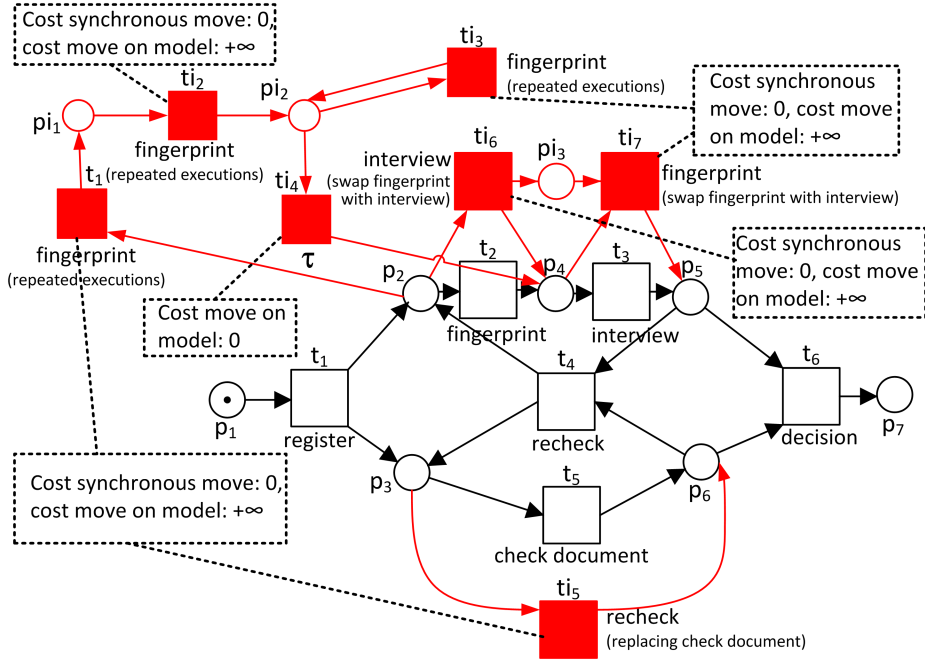 Cost synchronous move: 0,
cost move on model: +∞
ti3
fingerprint
(repeated executions)
ti2
pi2
pi1
fingerprint
(repeated executions)
Cost synchronous
move: 0, cost move
on model: +∞
t1
fingerprint
(repeated executions)
ti4
τ
interview
(swap fingerprint
with interview)
ti6
pi3
ti7
fingerprint
(swap fingerprint with interview)
Cost synchronous
move: 0, cost move
on model: +∞
Cost move on
model: 0
p2
t2
fingerprint
p4
t3
interview
p5
p1
t1
register
t4
recheck
t6
decision
p7
p3
t5
check document
p6
Cost synchronous move: 0,
cost move on model: +∞
ti5
recheck
(replacing check document)